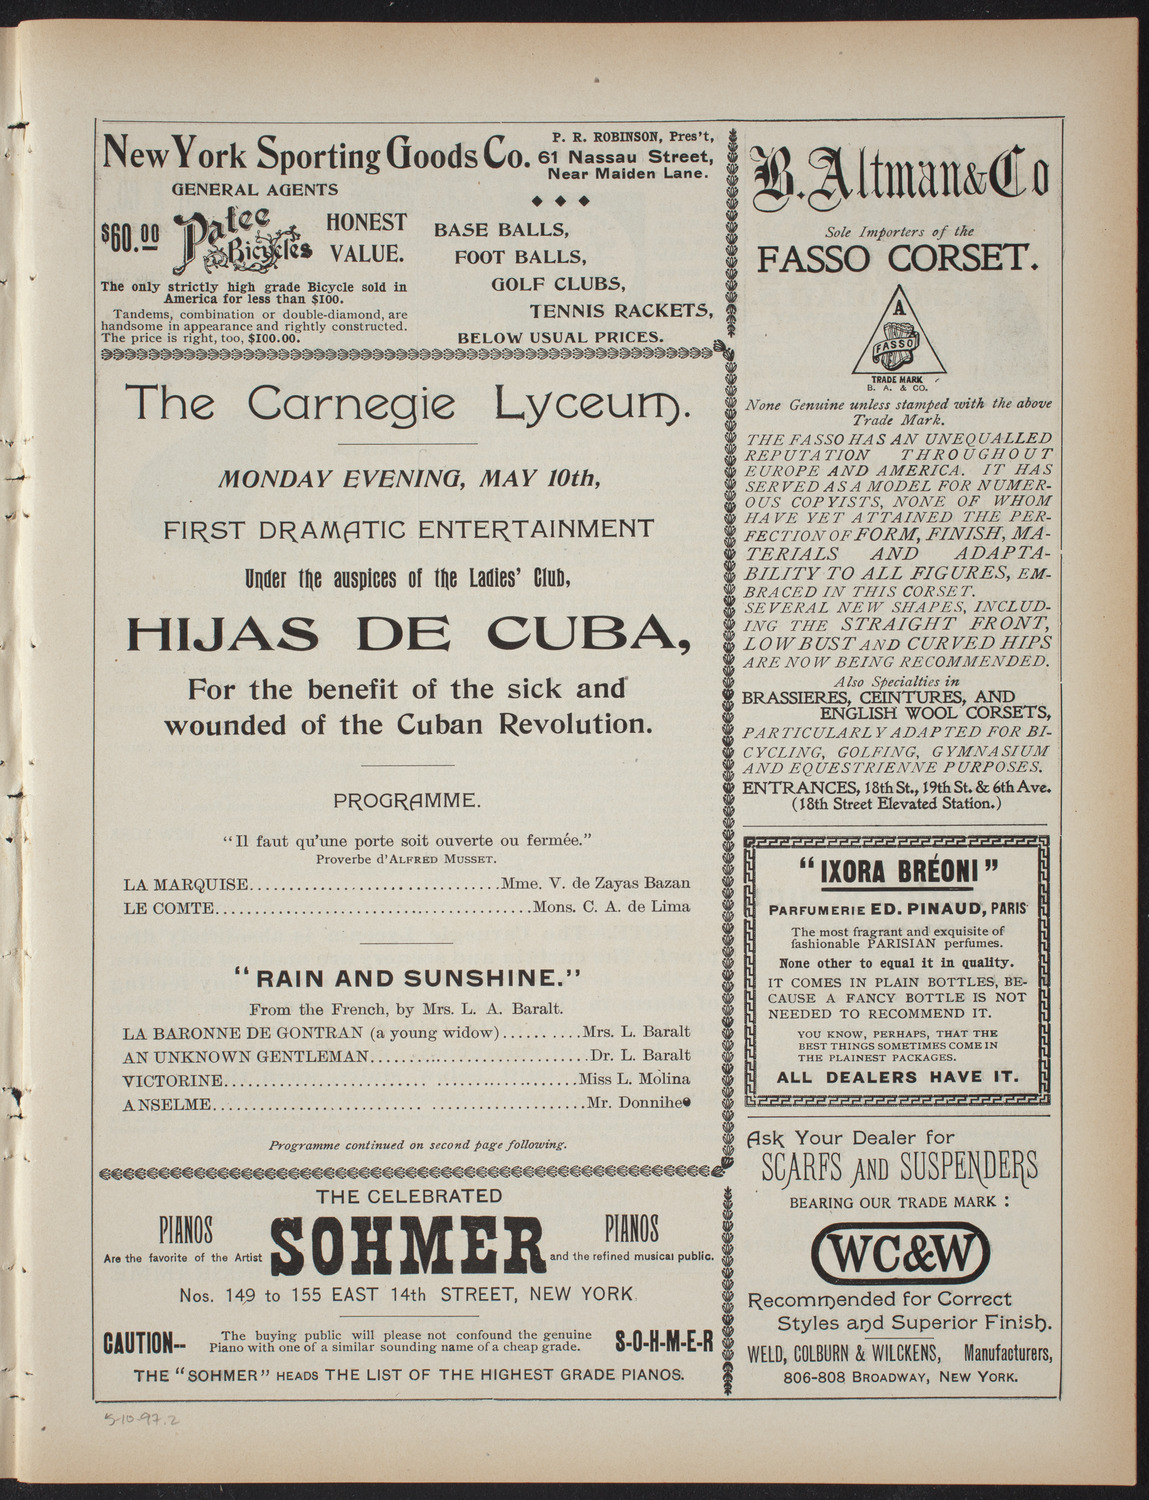 New York Sporting Goods Co.
P. R. ROBINSON, Pres't,
61 Nassau Street,
Near Maiden Lane.
GENERAL AGENTS
$60.00
Patee
Bicycles
HONEST
VALUE.
The only strictly high grade Bicycle sold in
America for less than $100.
Tandems, combination or double-diamond, are
handsome in appearance and rightly constructed.
The price is right, too, $100.00.
BASE BALLS,
FOOT BALLS,
GOLF CLUBS,
TENNIS RACKETS,
BELOW USUAL PRICES.
The Carnegie Lyceum.
MONDAY EVENING, MAY 10th,
FIRST DRAMATIC ENTERTAINMENT
Under the auspices of the Ladies' Club,
HIJAS DE CUBA,
For the benefit of the sick and
wounded of the Cuban Revolution.
PROGRAMME.
"Il faut qu'une porte soit ouverte ou fermée."
Proverbe d'ALFRED MUSSET.
LA MARQUISE..............................Mme. V. de Zayas Bazan
LE COMTE......................................Mons. C. A. de Lima
"RAIN AND SUNSHINE."
From the French, by Mrs. L. A. Baralt.
LA BARONNE DE GONTRAN (a young widow)..........Mrs. L. Baralt
AN UNKNOWN GENTLEMAN..........................Dr. L. Baralt
VICTORINE..........................................Miss L. Molina
ANSELME............................................Mr. Donnihe
Programme continued on second page following.
THE CELEBRATED
PIANOS
SOHMER
PIANOS
Are the favorite of the Artist
and the refined musical public.
Nos. 149 to 155 EAST 14th STREET, NEW YORK
CAUTION--
The buying public will please not confound the genuine
Piano with one of a similar sounding name of a cheap grade.
S-O-H-M-E-R
THE "SOHMER" HEADS THE LIST OF THE HIGHEST GRADE PIANOS.
B. Altman & Co
Sole Importers of the
FASSO CORSET.
A
FASSO
TRADE MARK
B. A. & CO.
None Genuine unless stamped with the above
Trade Mark.
THE FASSO HAS AN UNEQUALLED
REPUTATION THROUGHOUT
EUROPE AND AMERICA. IT HAS
SERVED AS A MODEL FOR NUMER-
OUS COPYISTS, NONE OF WHOM
HAVE YET ATTAINED THE PER-
FECTION OF FORM, FINISH, MA-
TERIALS AND ADAPTA-
BILITY TO ALL FIGURES, EM-
BRACED IN THIS CORSET.
SEVERAL NEW SHAPES, INCLUD-
ING THE STRAIGHT FRONT,
LOW BUST AND CURVED HIPS
ARE NOW BEING RECOMMENDED.
Also Specialties in
BRASSIERES, CEINTURES, AND
ENGLISH WOOL CORSETS,
PARTICULARLY ADAPTED FOR BI-
CYCLING, GOLFING, GYMNASIUM
AND EQUESTRIENNE PURPOSES.
ENTRANCES, 18th St., 19th St. & 6th Ave.
(18th Street Elevated Station.)
"IXORA BRÉONI"
PARFUMERIE ED. PINAUD, PARIS
The most fragrant and exquisite of
fashionable PARISIAN perfumes.
None other to equal it in quality.
IT COMES IN PLAIN BOTTLES, BE-
CAUSE A FANCY BOTTLE IS NOT
NEEDED TO RECOMMEND IT.
YOU KNOW, PERHAPS, THAT THE
BEST THINGS SOMETIMES COME IN
THE PLAINEST PACKAGES.
ALL DEALERS HAVE IT.
Ask Your Dealer for
SCARFS AND SUSPENDERS
BEARING OUR TRADE MARK :
WC&W
Recommended for Correct
Styles and Superior Finish.
WELD, COLBURN & WILCKENS, Manufacturers,
806-808 BROADWAY, NEW YORK.
5-10-97.2